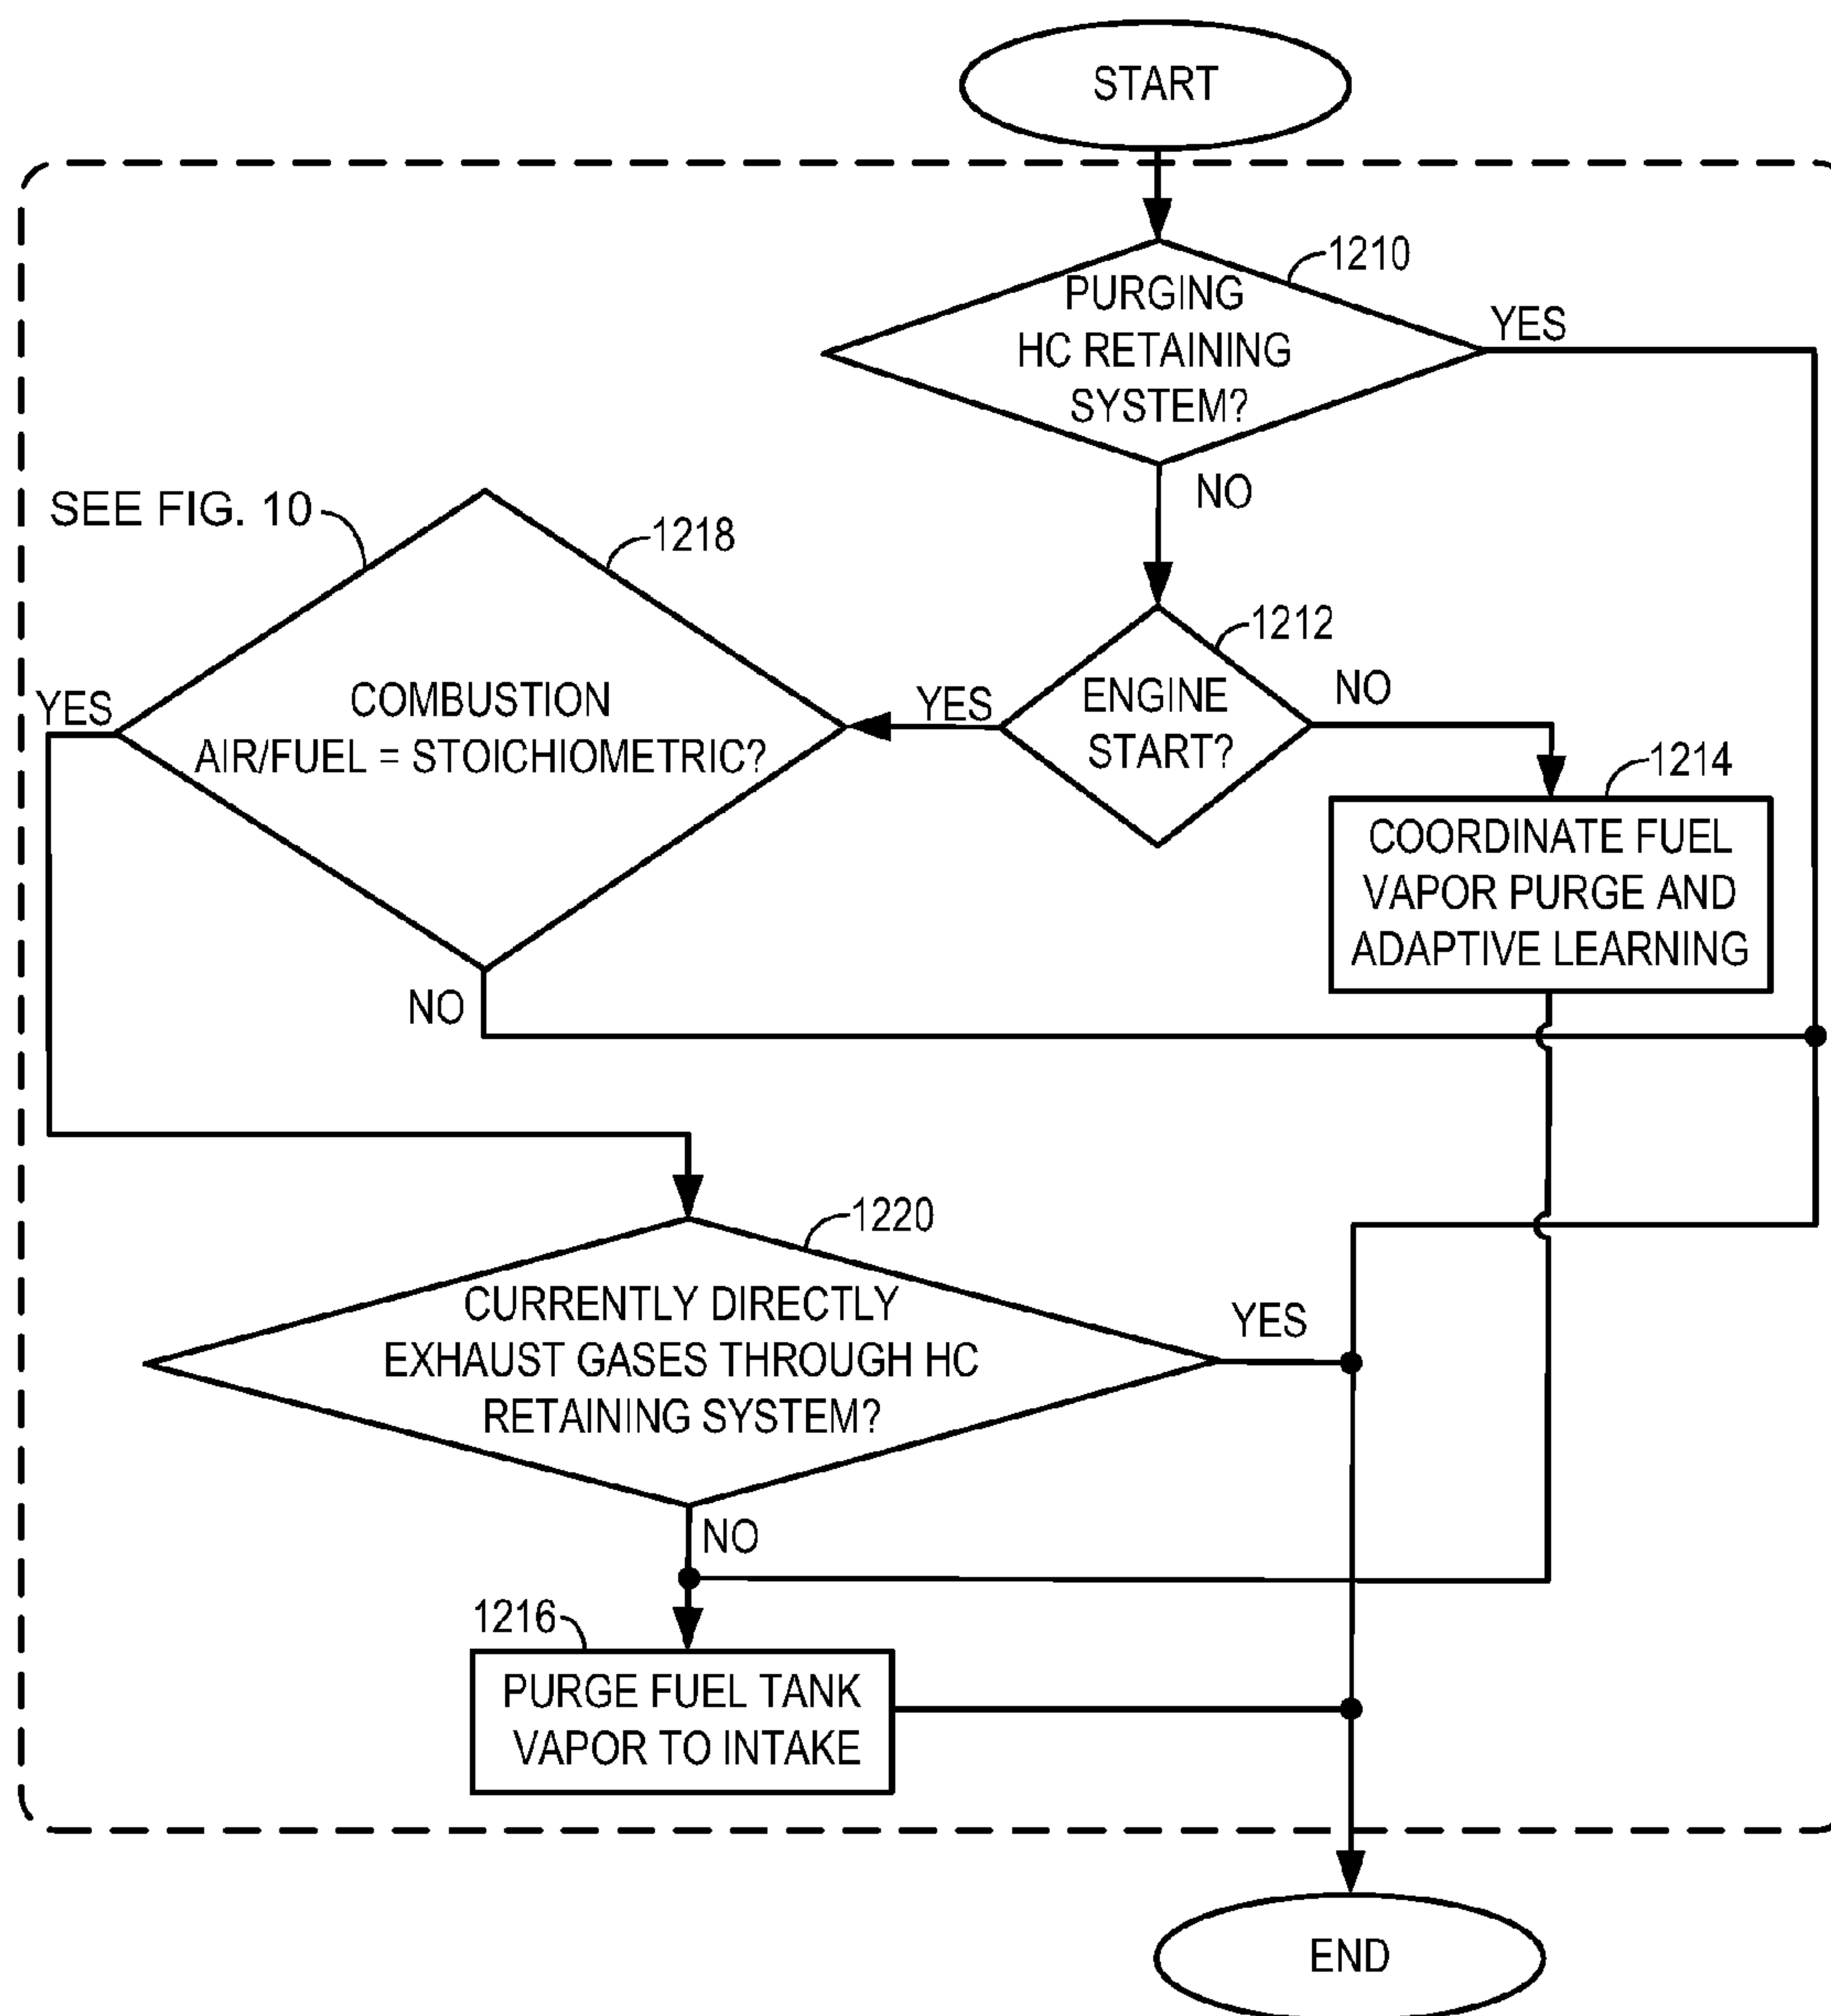 START
1210
PURGING
HC RETAINING
SYSTEM?
YES
NO
SEE FIG. 10
1218
1212
COMBUSTION
AIR/FUEL = STOICHIOMETRIC?
YES
YES
ENGINE
START?
NO
1214
COORDINATE FUEL
VAPOR PURGE AND
ADAPTIVE LEARNING
NO
1220
CURRENTLY DIRECTLY
EXHAUST GASES THROUGH HC
RETAINING SYSTEM?
YES
NO
1216
PURGE FUEL TANK
VAPOR TO INTAKE
END